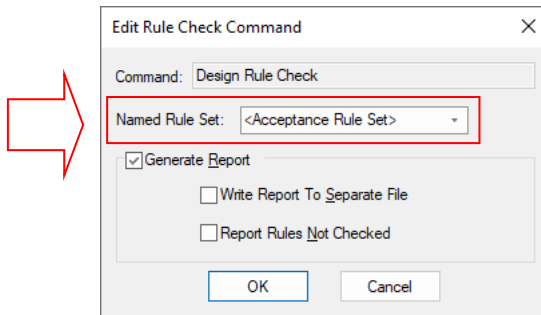 Edit Rule Check Command
Command: Design Rule Check
Named Rule Set: <Acceptance Rule Set>
Generate Report
Write Report To Separate File
Report Rules Not Checked
OK Cancel